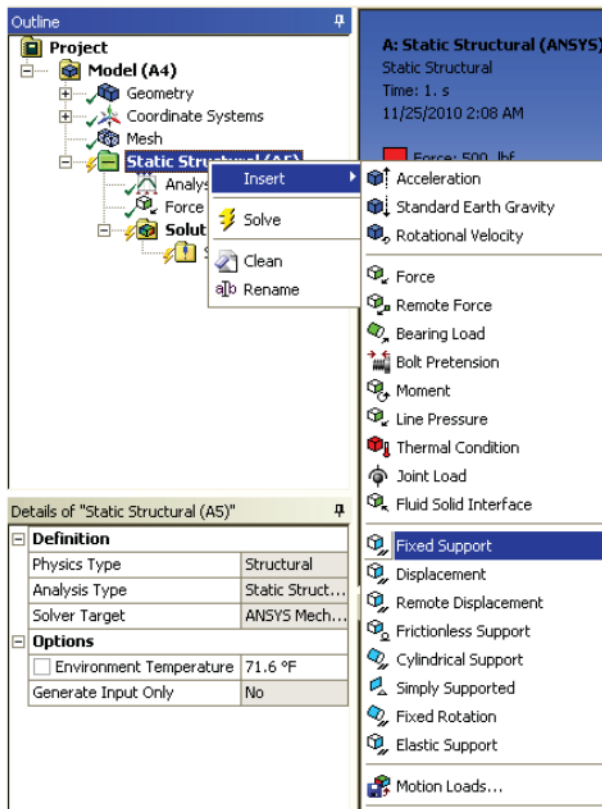 Outline
Project
Model (A4)
Geometry
Coordinate Systems
Mesh
Static Structural (A5)
Analys
Force
Solut
S
A: Static Structural (ANSYS)
Static Structural
Time: 1. s
11/25/2010 2:08 AM
Force: 500. lbf
Insert
Solve
Clean
Rename
Acceleration
Standard Earth Gravity
Rotational Velocity
Force
Remote Force
Bearing Load
Bolt Pretension
Moment
Line Pressure
Thermal Condition
Joint Load
Fluid Solid Interface
Fixed Support
Displacement
Remote Displacement
Frictionless Support
Cylindrical Support
Simply Supported
Fixed Rotation
Elastic Support
Motion Loads...
Details of "Static Structural (A5)"
Definition
Physics Type Structural
Analysis Type Static Struct...
Solver Target ANSYS Mech...
Options
Environment Temperature 71.6 °F
Generate Input Only No